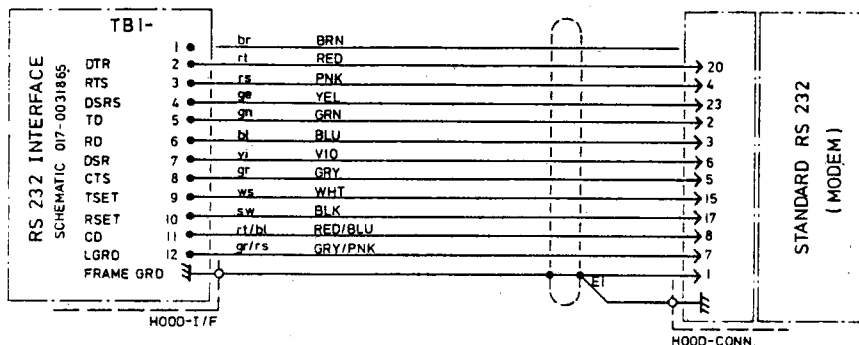 TB1-
1 br BRN
DTR 2 rt RED 20
RTS 3 rs PNK 4
DSRS 4 ge YEL 23
TD 5 gn GRN 2
RD 6 bl BLU 3
DSR 7 vi VIO 6
CTS 8 gr GRY 5
TSET 9 ws WHT 15
RSET 10 sw BLK 17
CD 11 rt/bl RED/BLU 8
LGRD 12 gr/rs GRY/PNK 7
FRAME GRD 1
E1
RS 232 INTERFACE
SCHEMATIC 017-0031865
STANDARD RS 232
(MODEM)
HOOD-I/F
HOOD-CONN.